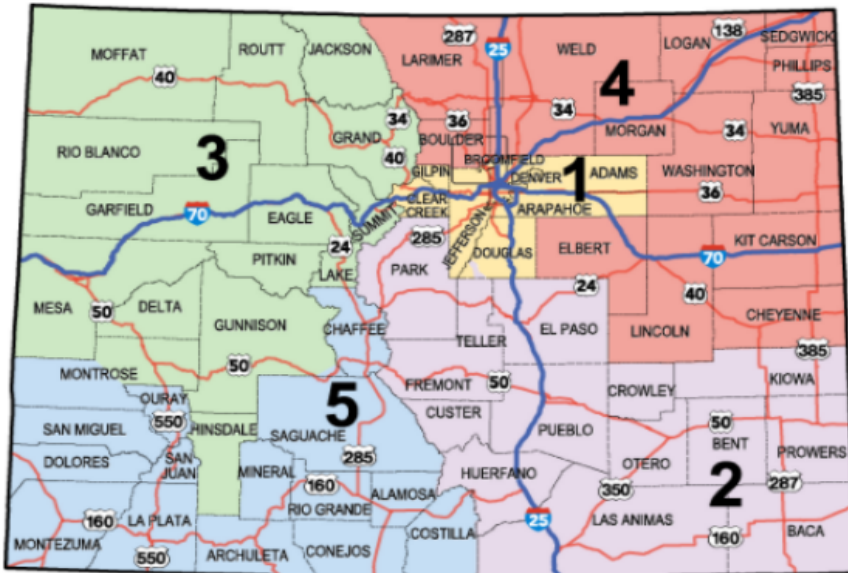 MOFFAT
ROUTT
JACKSON
LARIMER
287
25
WELD
LOGAN
138
SEDGWICK
PHILLIPS
40
4
385
34
36
34
MORGAN
34
YUMA
RIO BLANCO
3
GRAND
40
BOULDER
BROOMFIELD
GILPIN
1
DENVER
ADAMS
WASHINGTON
36
GARFIELD
70
EAGLE
SUMMIT
CLEAR
CREEK
ARAPAHOE
JEFFERSON
285
24
PITKIN
LAKE
PARK
DOUGLAS
ELBERT
KIT CARSON
70
24
40
MESA
50
DELTA
GUNNISON
CHAFFEE
TELLER
EL PASO
LINCOLN
CHEYENNE
385
MONTROSE
50
FREMONT
50
CROWLEY
KIOWA
OURAY
5
CUSTER
SAN MIGUEL
550
HINSDALE
SAGUACHE
PUEBLO
50
BENT
PROWERS
DOLORES
SAN
JUAN
MINERAL
285
HUERFANO
OTERO
2
287
160
RIO GRANDE
ALAMOSA
350
160
LA PLATA
COSTILLA
25
LAS ANIMAS
160
BACA
MONTEZUMA
550
ARCHULETA
CONEJOS